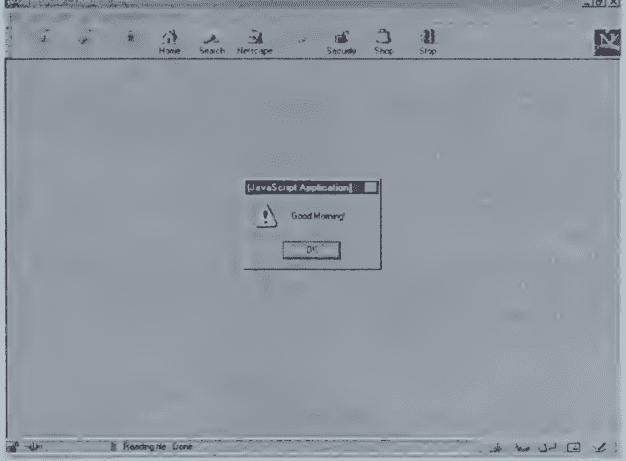 Home Search Netscape Security Shop Stop
N
[JavaScript Application]
Good Morning!
OK
Reading file Done